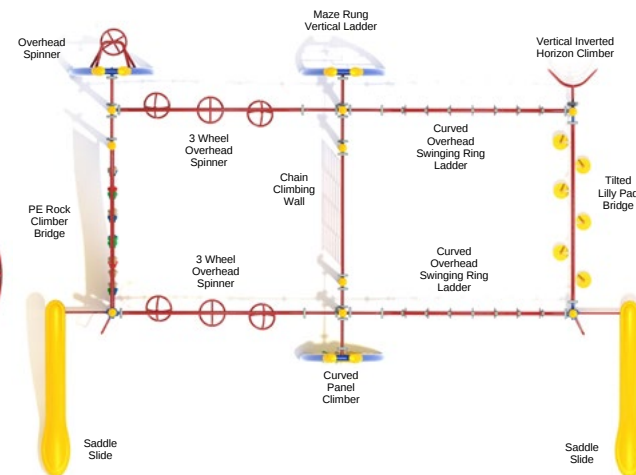 Overhead
Spinner
Maze Rung
Vertical Ladder
Vertical Inverted
Horizon Climber
3 Wheel
Overhead
Spinner
Curved
Overhead
Swinging Ring
Ladder
Chain
Climbing
Wall
Tilted
Lilly Pad
Bridge
PE Rock
Climber
Bridge
3 Wheel
Overhead
Spinner
Curved
Overhead
Swinging Ring
Ladder
Curved
Panel
Climber
Saddle
Slide
Saddle
Slide